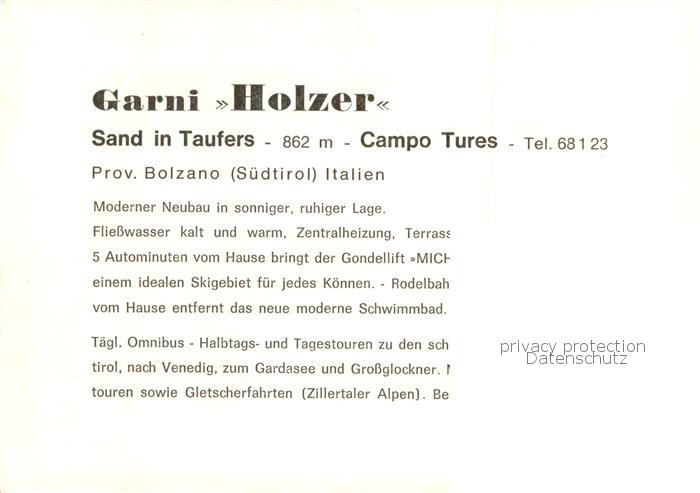 Garni »Holzer«
Sand in Taufers - 862 m - Campo Tures - Tel. 68123
Prov. Bolzano (Südtirol) Italien
Moderner Neubau in sonniger, ruhiger Lage.
Fließwasser kalt und warm, Zentralheizung, Terrass
5 Autominuten vom Hause bringt der Gondellift »MICH
einem idealen Skigebiet für jedes Können. - Rodelbah
vom Hause entfernt das neue moderne Schwimmbad.
Tägl. Omnibus - Halbtags- und Tagestouren zu den sch
tirol, nach Venedig, zum Gardasee und Großglockner.
touren sowie Gletscherfahrten (Zillertaler Alpen). Be
privacy protection
Datenschutz